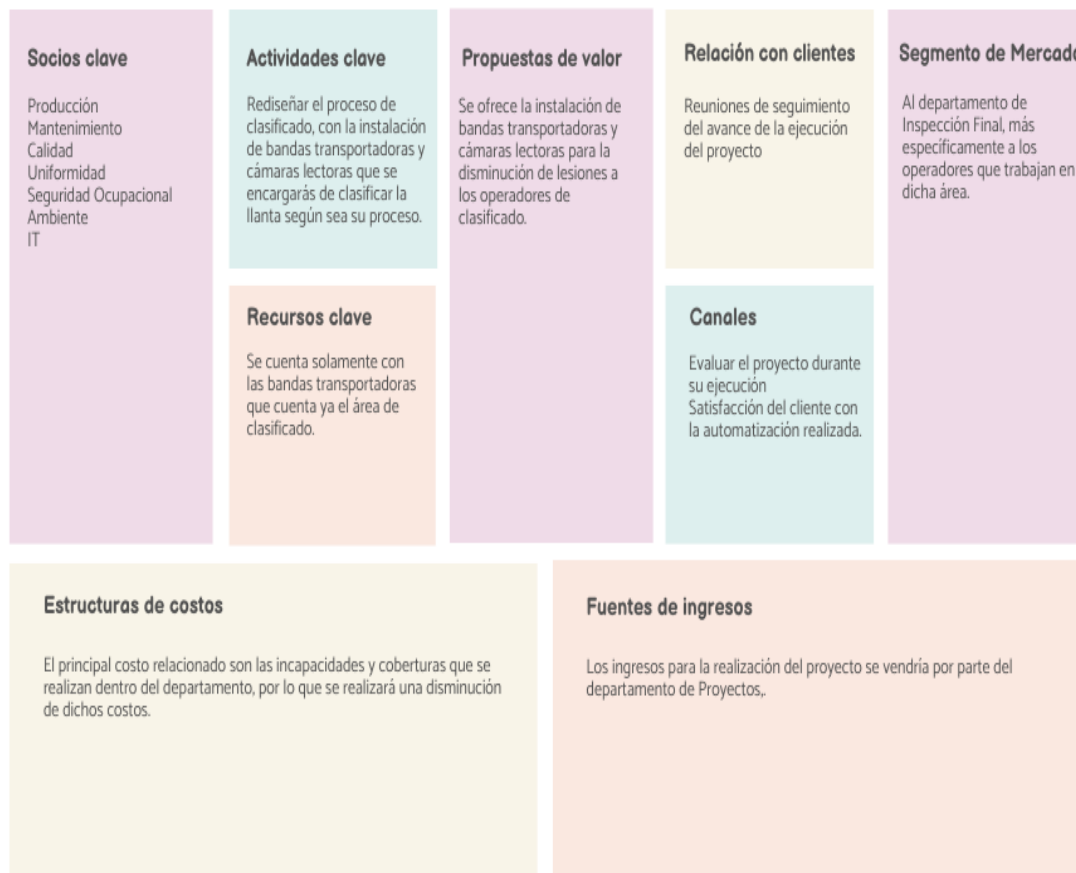 Socios clave
Producción
Mantenimiento
Calidad
Uniformidad
Seguridad Ocupacional
Ambiente
IT
Actividades clave
Rediseñar el proceso de
clasificado, con la instalación
de bandas transportadoras y
cámaras lectoras que se
encargarás de clasificar la
llanta según sea su proceso.
Recursos clave
Se cuenta solamente con
las bandas transportadoras
que cuenta ya el área de
clasificado.
Propuestas de valor
Se ofrece la instalación de
bandas transportadoras y
cámaras lectoras para la
disminución de lesiones a
los operadores de
clasificado.
Relación con clientes
Reuniones de seguimiento
del avance de la ejecución
del proyecto
Canales
Evaluar el proyecto durante
su ejecución
Satisfacción del cliente con
la automatización realizada.
Segmento de Mercado
Al departamento de
Inspección Final, más
específicamente a los
operadores que trabajan en
dicha área.
Estructuras de costos
El principal costo relacionado son las incapacidades y coberturas que se
realizan dentro del departamento, por lo que se realizará una disminución
de dichos costos.
Fuentes de ingresos
Los ingresos para la realización del proyecto se vendría por parte del
departamento de Proyectos,.